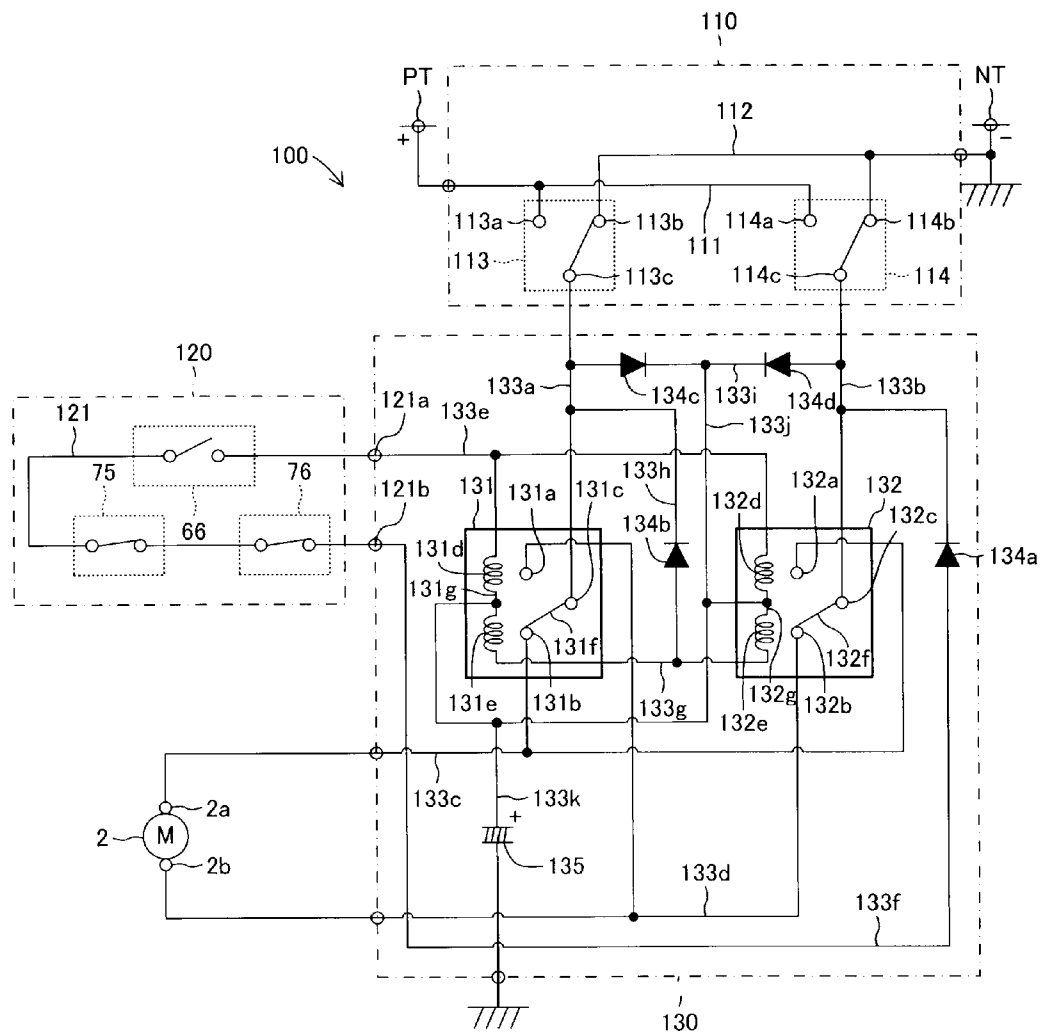 110
PT
NT
112
+
−
100
113a
113b
114a
114b
113
111
113c
114c
114
120
133a
134c
133i
134d
133b
121
121a
133e
133j
75
76
121b
133h
131
131a
131c
132d
132a
132
132c
66
134b
134a
131d
131g
131f
132f
131e
131b
133g
132g
132e
132b
133c
133k
2a
+
2
M
135
2b
133d
133f
130